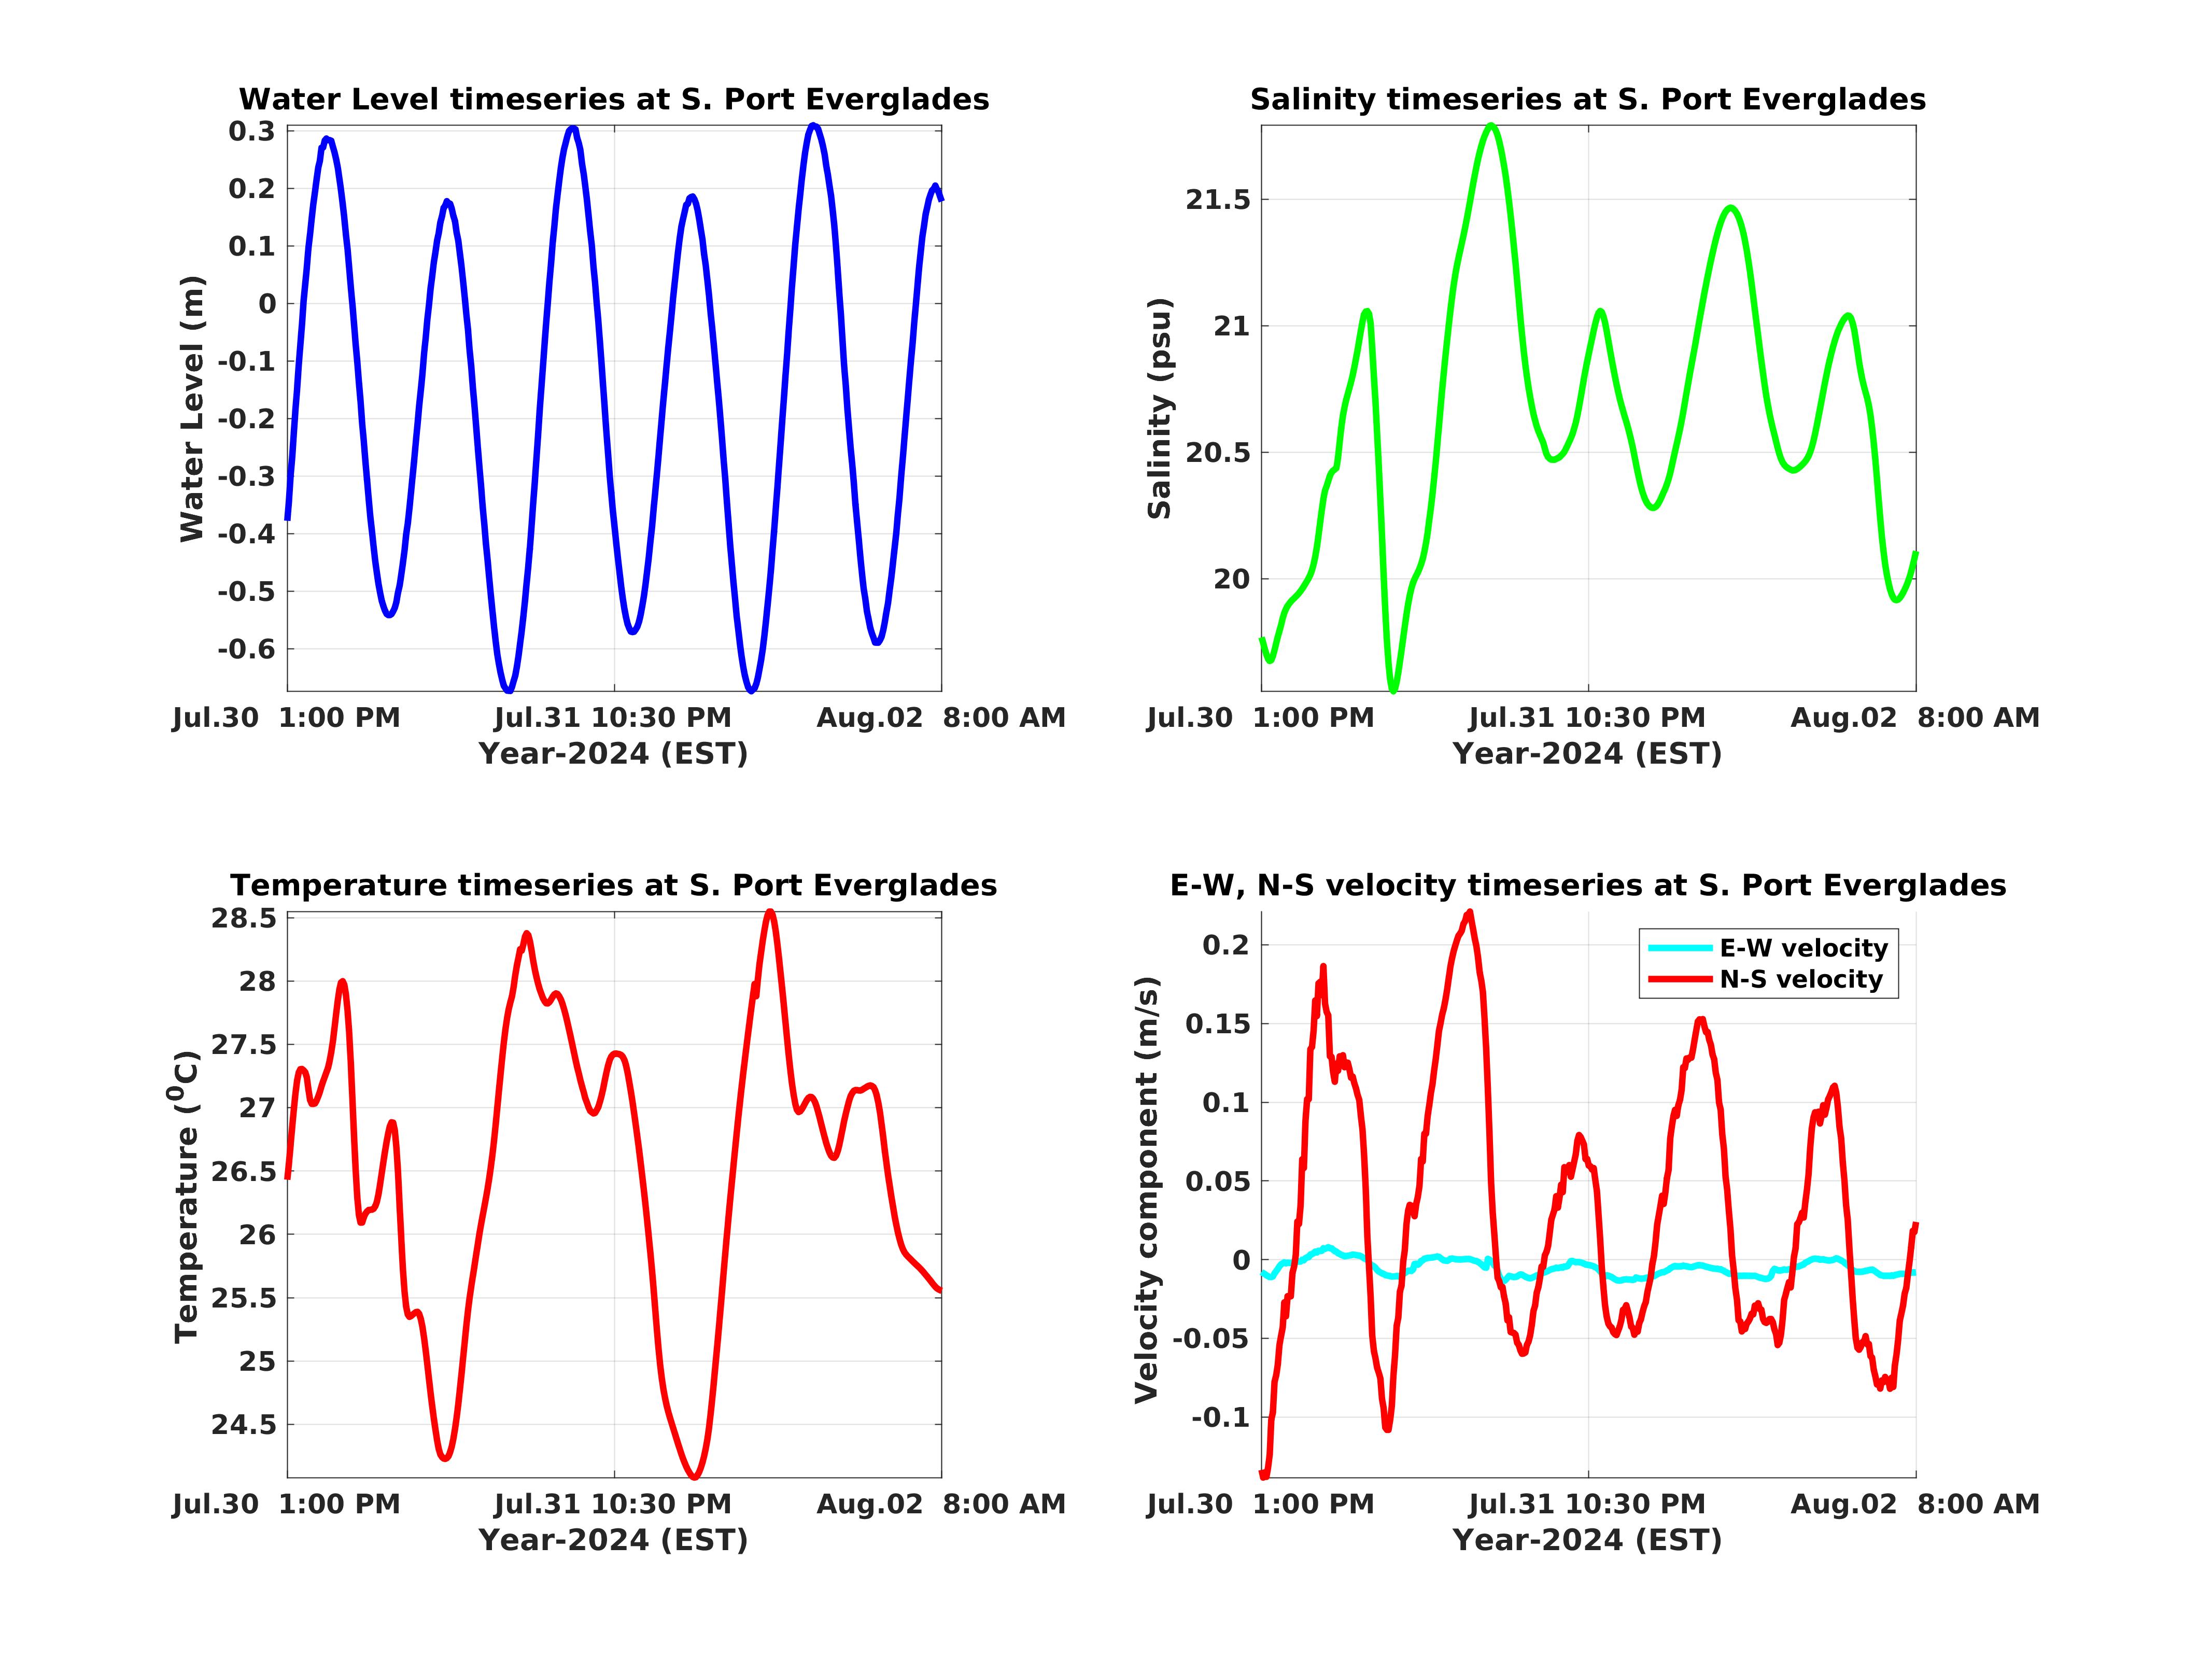 Water Level timeseries at S. Port Everglades
0.3
0.2
0.1
0
-0.1
-0.2
-0.3
-0.4
-0.5
-0.6
Water Level (m)
Jul.30 1:00 PM
Jul.31 10:30 PM
Aug.02 8:00 AM
Year-2024 (EST)
Salinity timeseries at S. Port Everglades
21.5
21
20.5
20
Salinity (psu)
Jul.30 1:00 PM
Jul.31 10:30 PM
Aug.02 8:00 AM
Year-2024 (EST)
Temperature timeseries at S. Port Everglades
28.5
28
27.5
27
26.5
26
25.5
25
24.5
Temperature (⁰C)
Jul.30 1:00 PM
Jul.31 10:30 PM
Aug.02 8:00 AM
Year-2024 (EST)
E-W, N-S velocity timeseries at S. Port Everglades
0.2
0.15
0.1
0.05
0
-0.05
-0.1
Velocity component (m/s)
E-W velocity
N-S velocity
Jul.30 1:00 PM
Jul.31 10:30 PM
Aug.02 8:00 AM
Year-2024 (EST)